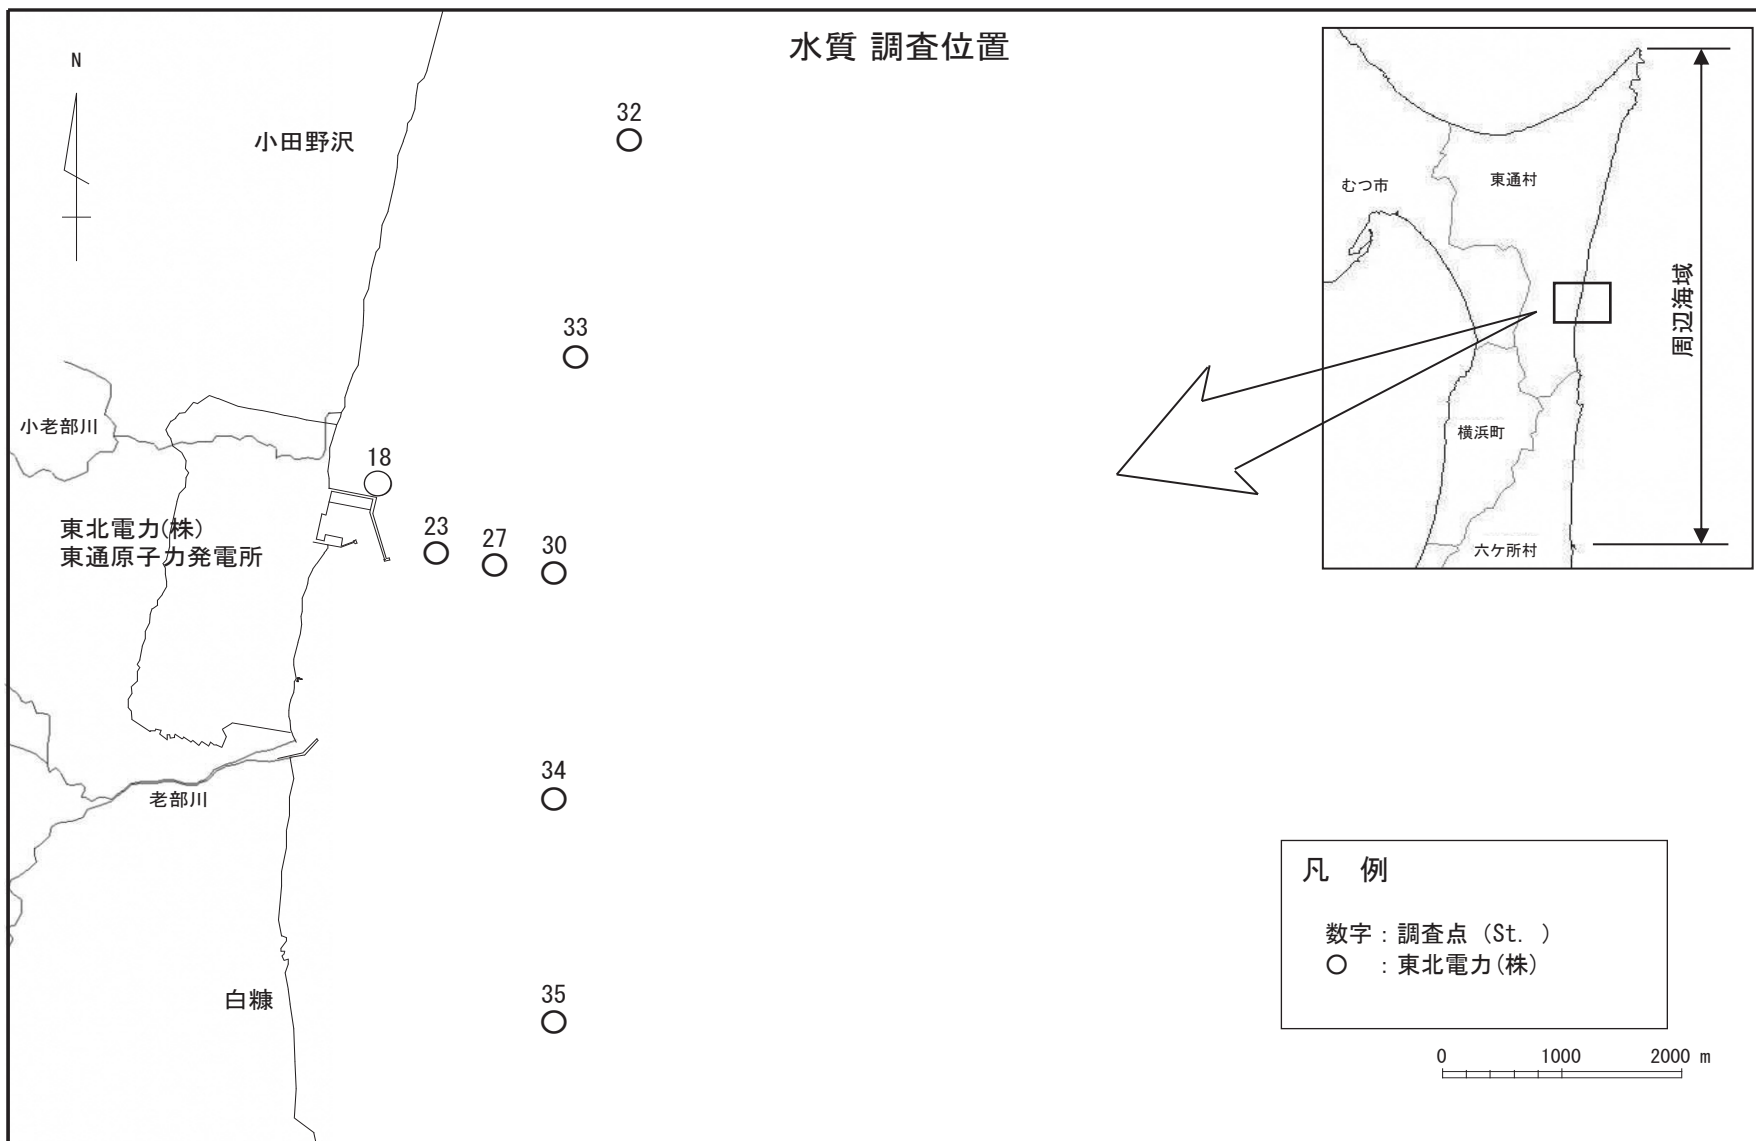 水質 調査位置
N
小田野沢
32
33
小老部川
18
東北電力(株)
東通原子力発電所
23
27
30
34
老部川
35
白糠
むつ市
東通村
周辺海域
横浜町
六ケ所村
凡 例
数字：調査点（St. ）
○ ：東北電力(株)
0 1000 2000 m